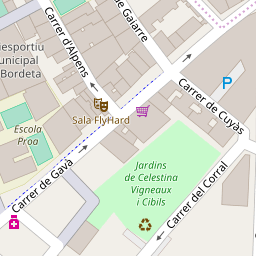 Carrer d'Alpens
de Gaiarre
esportiu
unicipal
Bordeta
P
Carrer de Cuyàs
Sala FlyHard
Escola
Proa
Carrer de Gavà
Jardins
de Celestina
Vigneaux
i Cibils
Carrer del Corral